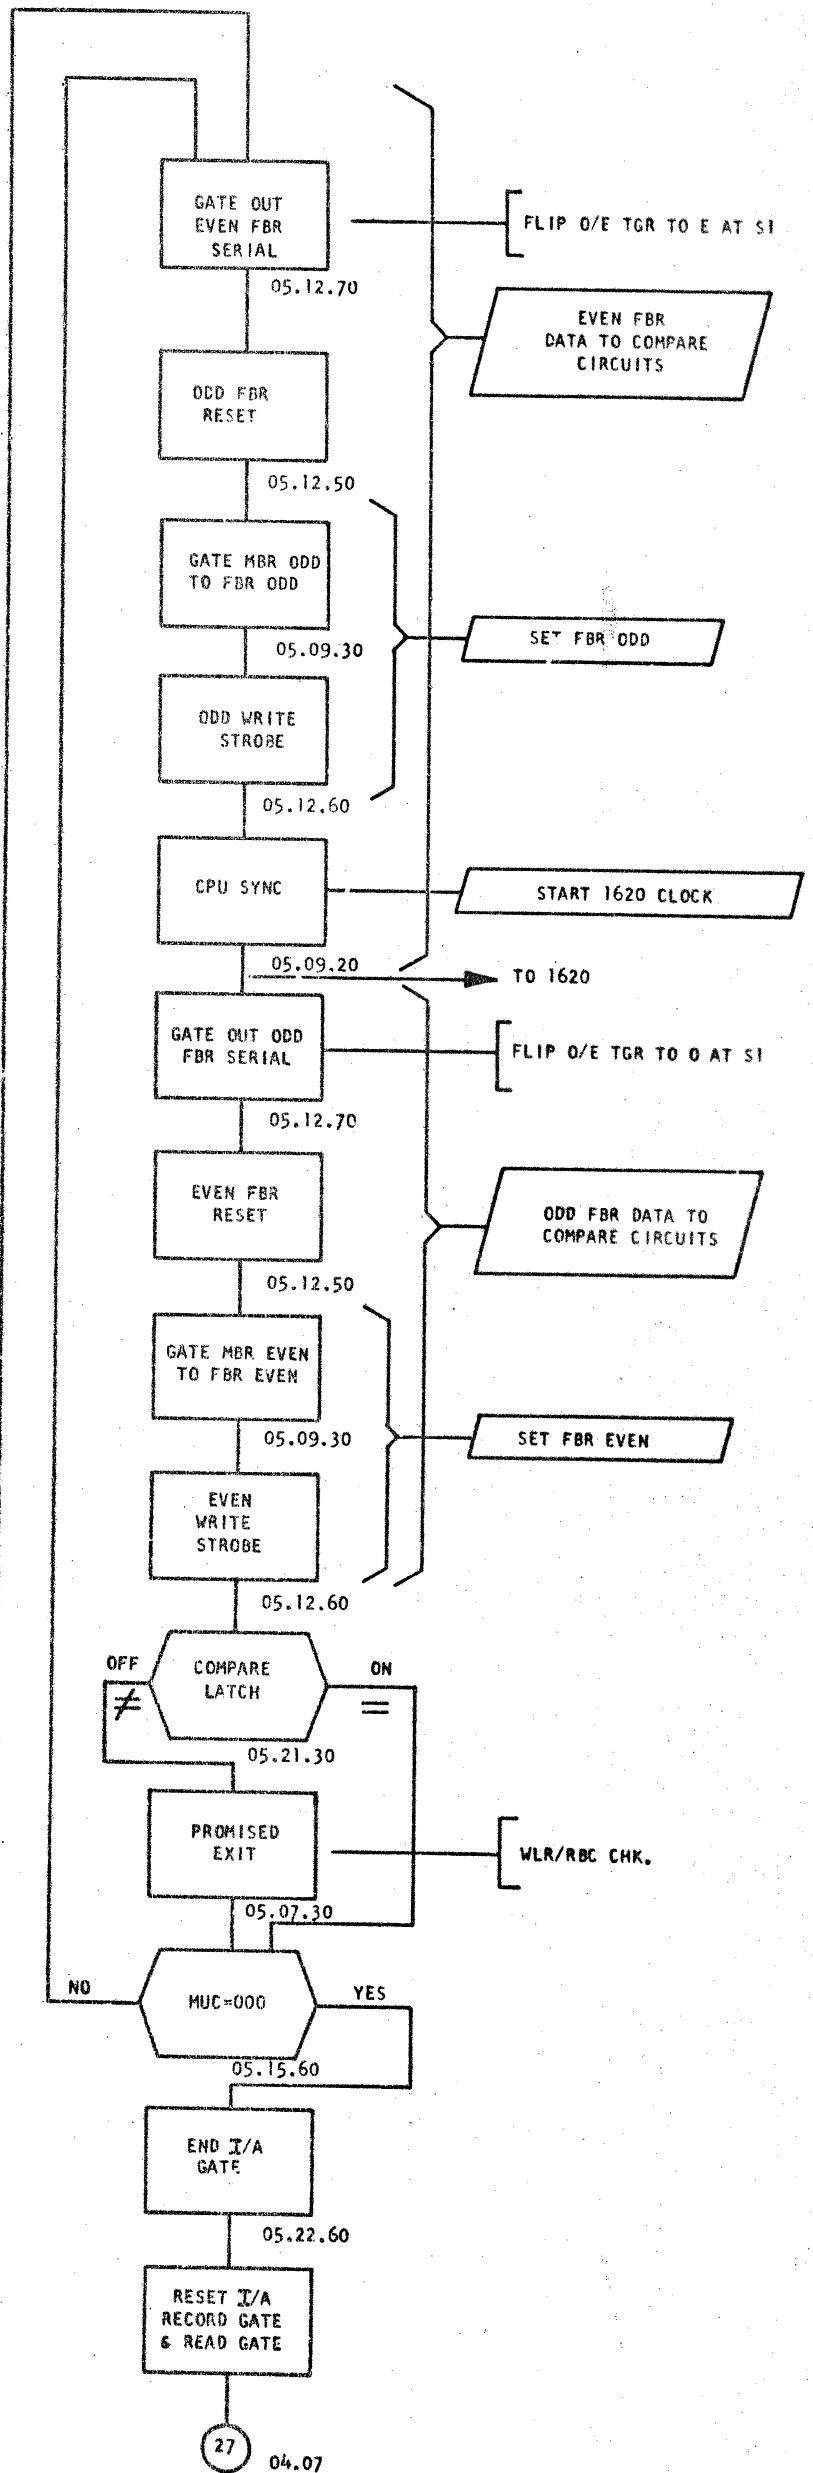 GATE OUT
EVEN FBR
SERIAL
05.12.70
FLIP O/E TGR TO E AT S1
EVEN FBR
DATA TO COMPARE
CIRCUITS
ODD FBR
RESET
05.12.50
GATE MBR ODD
TO FBR ODD
05.09.30
SET FBR ODD
ODD WRITE
STROBE
05.12.60
CPU SYNC
START 1620 CLOCK
05.09.20
TO 1620
GATE OUT ODD
FBR SERIAL
FLIP O/E TGR TO O AT S1
05.12.70
EVEN FBR
RESET
ODD FBR DATA TO
COMPARE CIRCUITS
05.12.50
GATE MBR EVEN
TO FBR EVEN
05.09.30
SET FBR EVEN
EVEN
WRITE
STROBE
05.12.60
COMPARE
LATCH
OFF
≠
ON
=
05.21.30
PROMISED
EXIT
WLR/RBC CHK.
05.07.30
MUC=000
NO
YES
05.15.60
END I/A
GATE
05.22.60
RESET I/A
RECORD GATE
& READ GATE
27
04.07